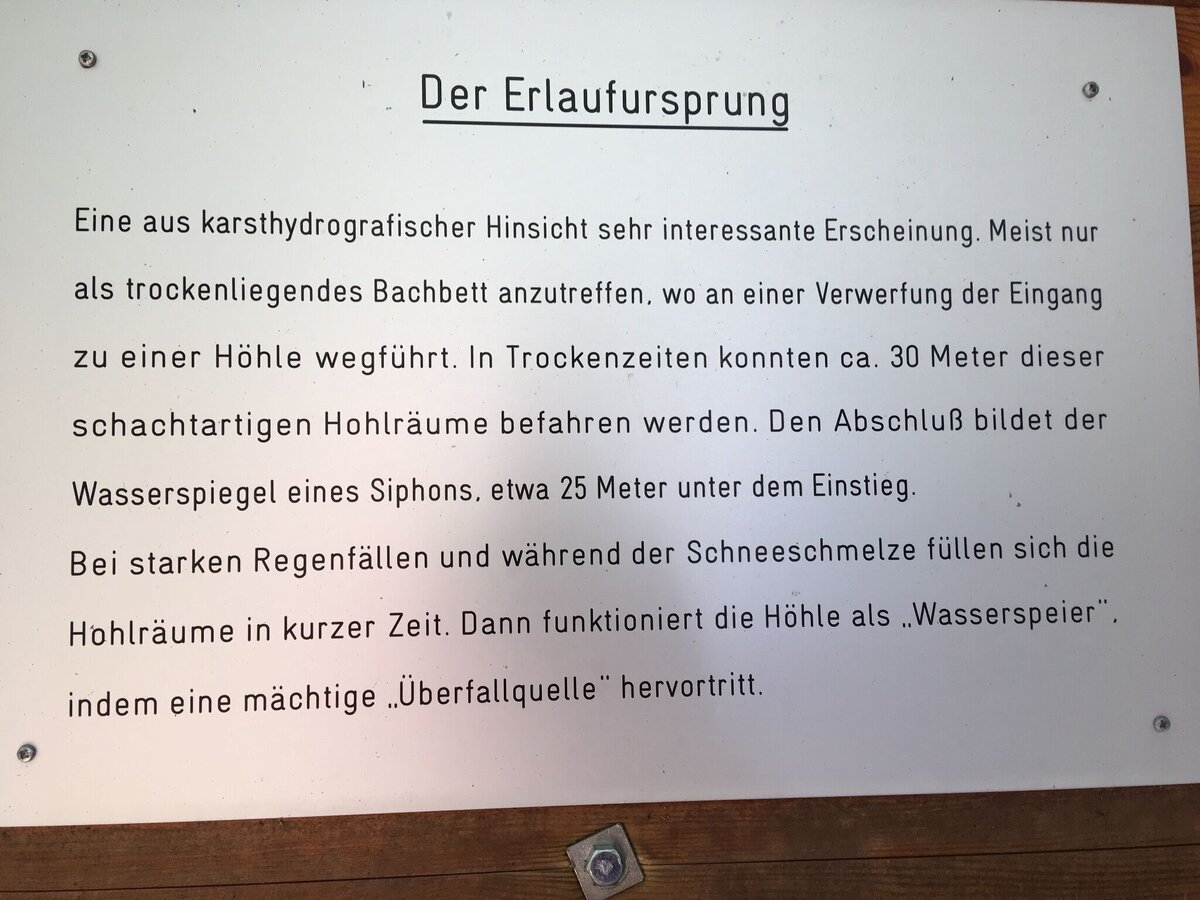 Der Erlaufursprung
Eine aus karsthydrografischer Hinsicht sehr interessante Erscheinung. Meist nur
als trockenliegendes Bachbett anzutreffen, wo an einer Verwerfung der Eingang
zu einer Höhle wegführt. In Trockenzeiten konnten ca. 30 Meter dieser
schachtartigen Hohlräume befahren werden. Den Abschluß bildet der
Wasserspiegel eines Siphons, etwa 25 Meter unter dem Einstieg.
Bei starken Regenfällen und während der Schneeschmelze füllen sich die
Hohlräume in kurzer Zeit. Dann funktioniert die Höhle als „Wasserspeier“,
indem eine mächtige „Überfallquelle“ hervortritt.